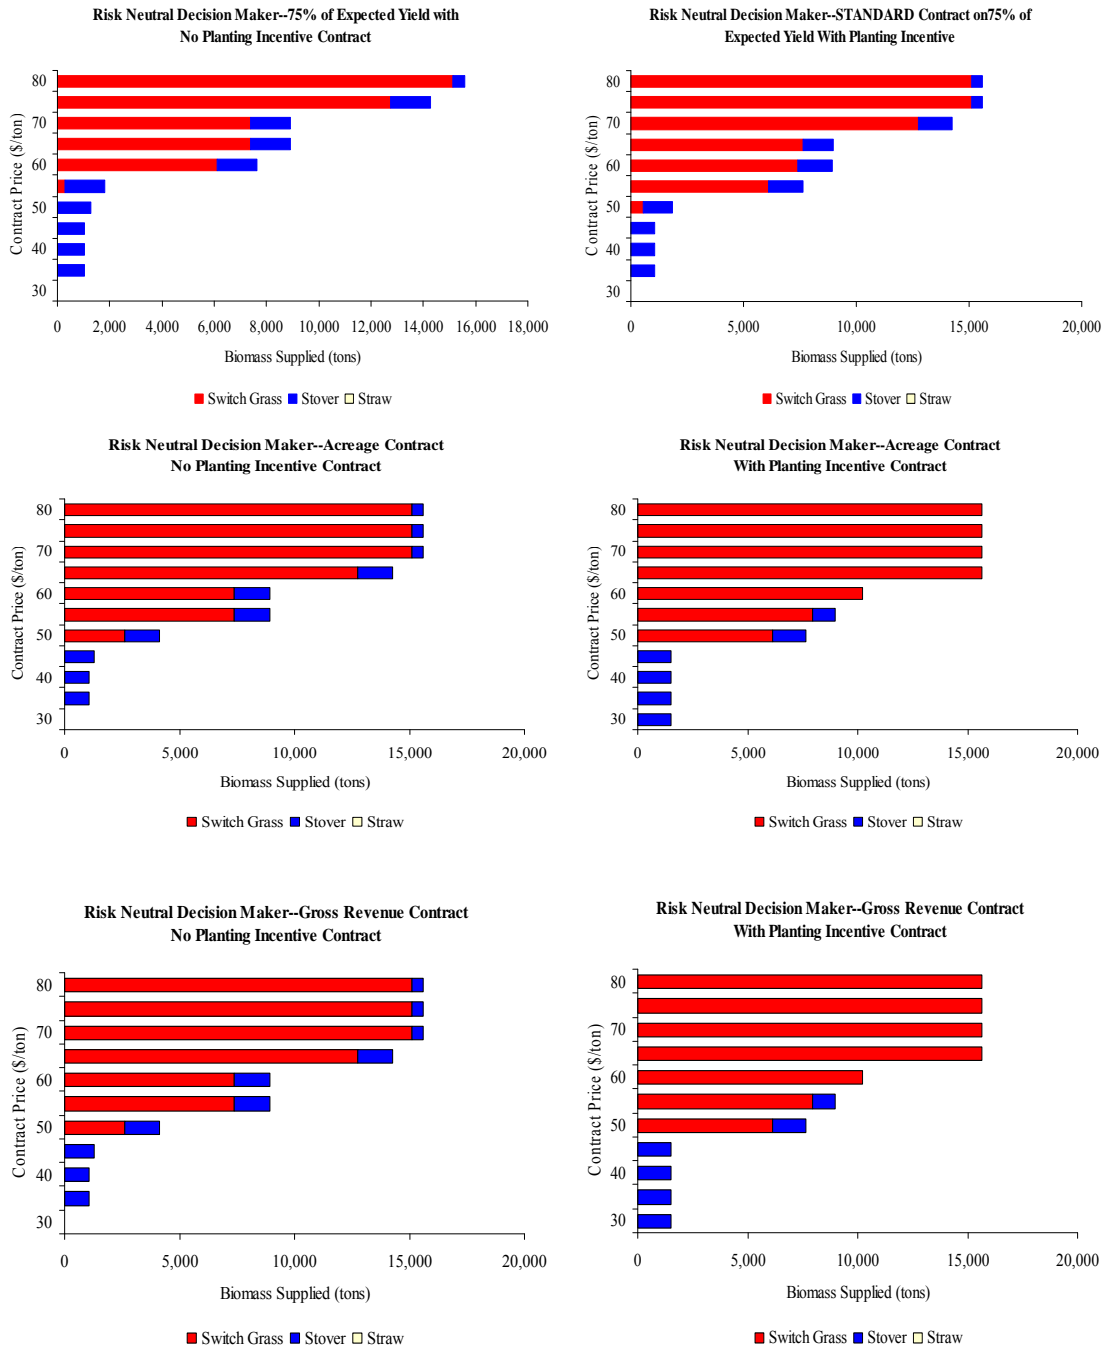 Risk Neutral Decision Maker--75% of Expected Yield with
No Planting Incentive Contract
Contract Price ($/ton)
80
70
60
50
40
30
0 2,000 4,000 6,000 8,000 10,000 12,000 14,000 16,000 18,000
Biomass Supplied (tons)
Switch Grass Stover Straw
Risk Neutral Decision Maker--STANDARD Contract on75% of
Expected Yield With Planting Incentive
Contract Price ($/ton)
80
70
60
50
40
30
0 5,000 10,000 15,000 20,000
Biomass Supplied (tons)
Switch Grass Stover Straw
Risk Neutral Decision Maker--Acreage Contract
No Planting Incentive Contract
Contract Price ($/ton)
80
70
60
50
40
30
0 5,000 10,000 15,000 20,000
Biomass Supplied (tons)
Switch Grass Stover Straw
Risk Neutral Decision Maker--Acreage Contract
With Planting Incentive Contract
Contract Price ($/ton)
80
70
60
50
40
30
0 5,000 10,000 15,000 20,000
Biomass Supplied (tons)
Switch Grass Stover Straw
Risk Neutral Decision Maker--Gross Revenue Contract
No Planting Incentive Contract
Contract Price ($/ton)
80
70
60
50
40
30
0 5,000 10,000 15,000 20,000
Biomass Supplied (tons)
Switch Grass Stover Straw
Risk Neutral Decision Maker--Gross Revenue Contract
With Planting Incentive Contract
Contract Price ($/ton)
80
70
60
50
40
30
0 5,000 10,000 15,000 20,000
Biomass Supplied (tons)
Switch Grass Stover Straw